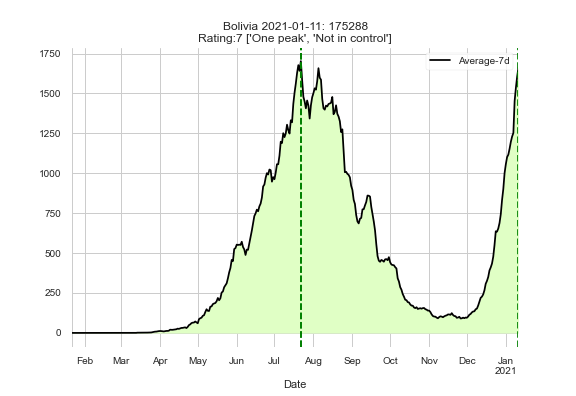 Bolivia 2021-01-11: 175288
Rating:7 ['One peak', 'Not in control']
Average-7d
1750
1500
1250
1000
750
500
250
0
Feb Mar Apr May Jun Jul Aug Sep Oct Nov Dec Jan
2021
Date